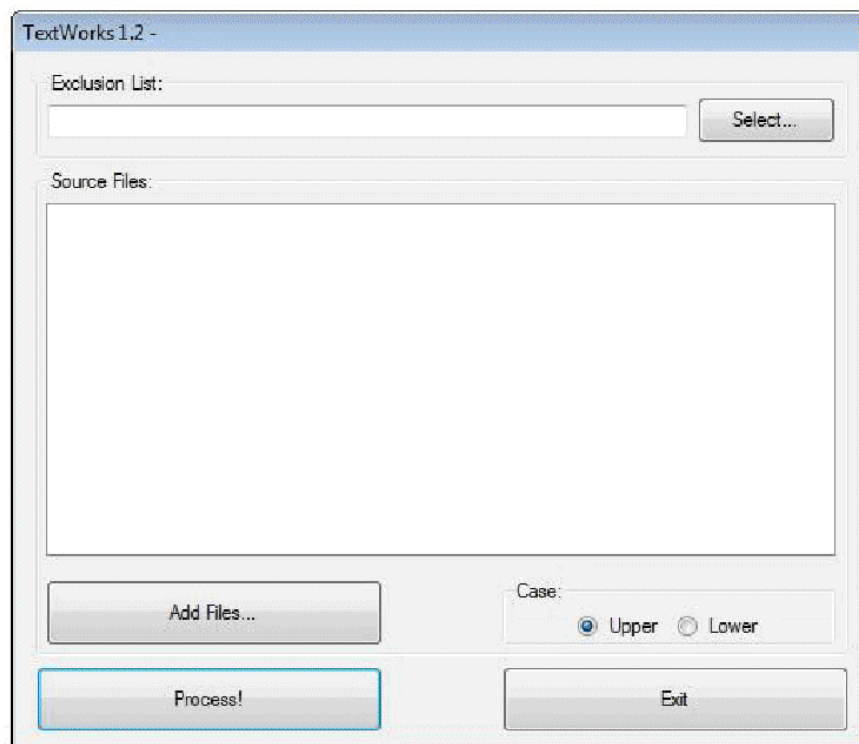 TextWorks 1.2 -
Exclusion List:
Select...
Source Files:
Add Files...
Case:
Upper Lower
Process!
Exit